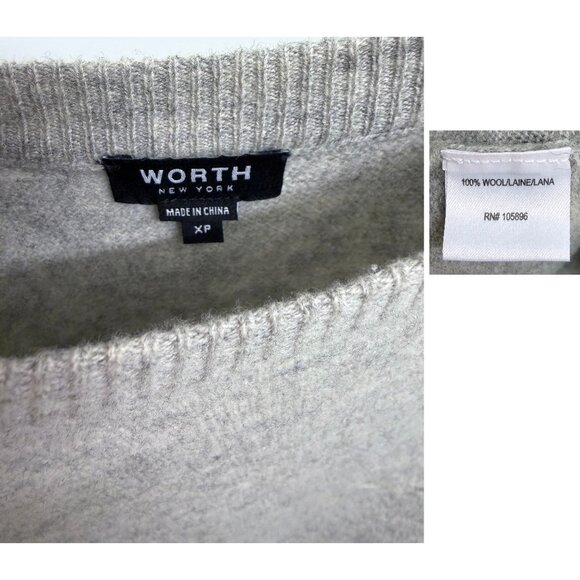 WORTH
NEW YORK
MADE IN CHINA
XP
100% WOOL/LAINE/LANA
RN# 105896